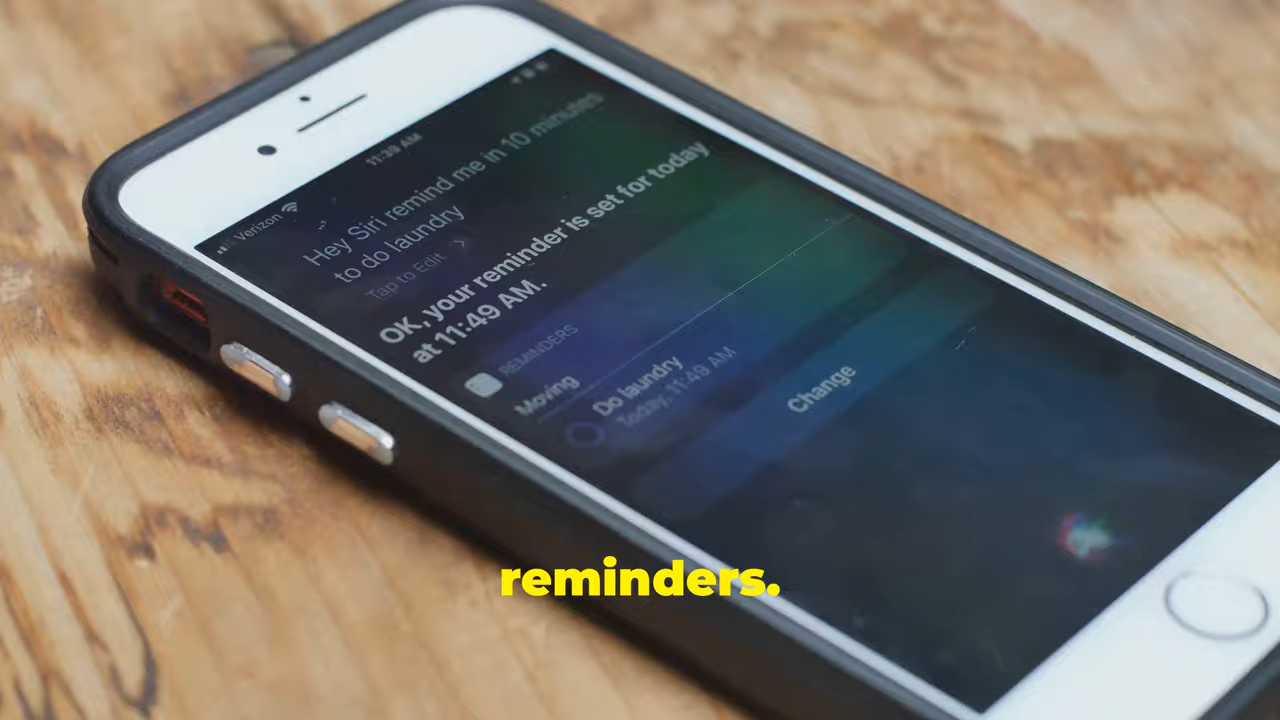 11:39 AM
Verizon
Hey Siri remind me in 10 minutes
to do laundry
Tap to Edit
OK, your reminder is set for today
at 11:49 AM.
REMINDERS
Moving
Do laundry
Today, 11:49 AM
Change
reminders.